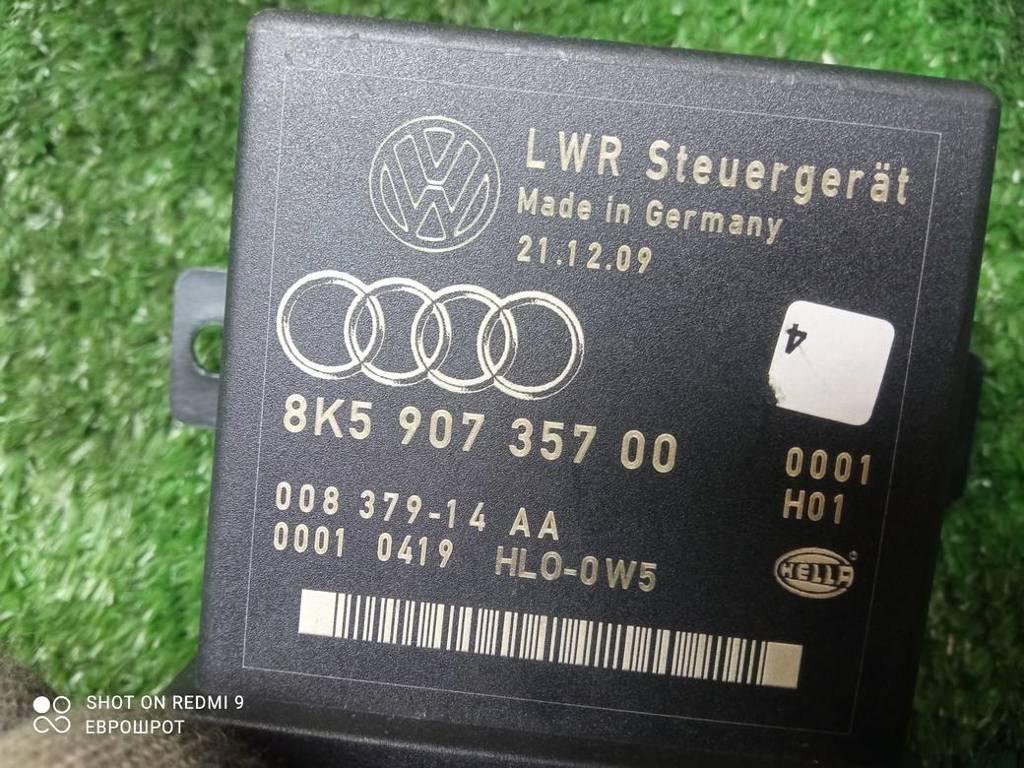 LWR Steuergerät
Made in Germany
21.12.09
4
8K5 907 357 00
0001
H01
008 379-14 AA
0001 0419 HLO-0W5
HELLA
SHOT ON REDMI 9
ЕВРОШРОТ